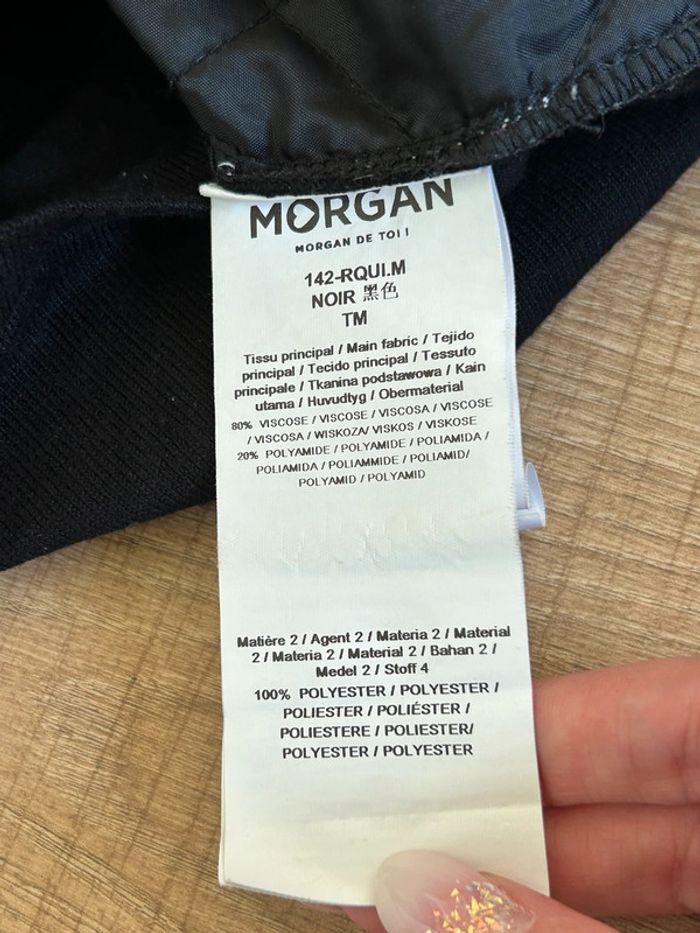 MORGAN
MORGAN DE TOI !
142-RQUI.M
NOIR 黑色
TM
Tissu principal / Main fabric / Tejido
principal / Tecido principal / Tessuto
principale / Tkanina podstawowa / Kain
utama / Huvudtyg / Obermaterial
80% VISCOSE / VISCOSE / VISCOSA / VISCOSE
/ VISCOSA / WISKOZA/ VISKOS / VISKOSE
20% POLYAMIDE / POLYAMIDE / POLIAMIDA /
POLIAMIDA / POLIAMMIDE / POLIAMID/
POLYAMID / POLYAMID
Matière 2 / Agent 2 / Materia 2 / Material
2 / Materia 2 / Material 2 / Bahan 2 /
Medel 2 / Stoff 4
100% POLYESTER / POLYESTER /
POLIESTER / POLIÉSTER /
POLIESTERE / POLIESTER/
POLYESTER / POLYESTER